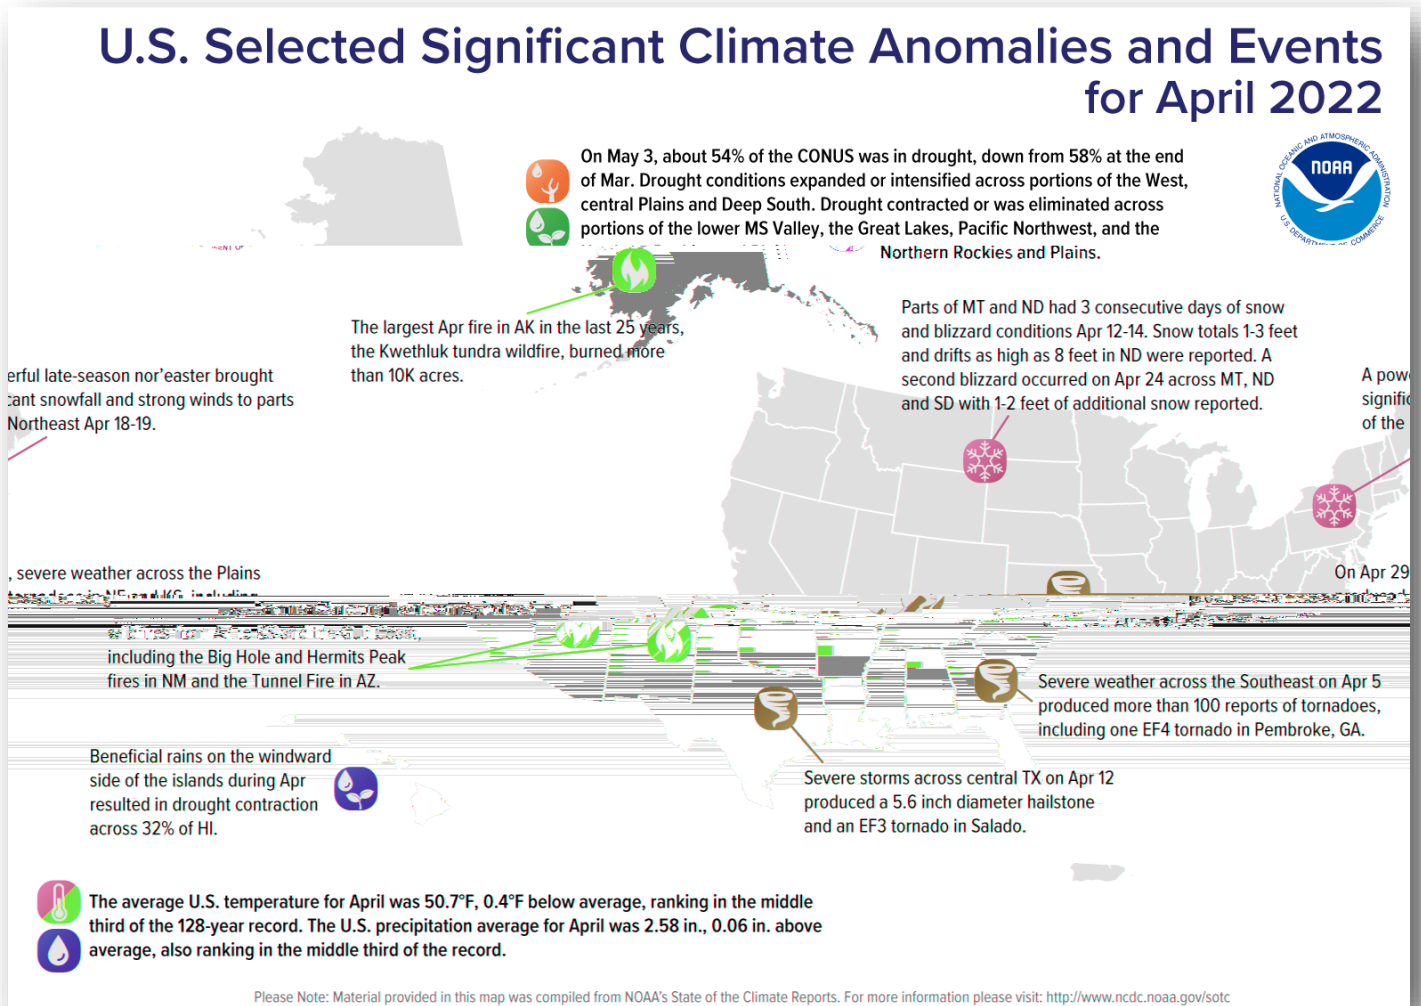 U.S. Selected Significant Climate Anomalies and Events
for April 2022
On May 3, about 54% of the CONUS was in drought, down from 58% at the end
of Mar. Drought conditions expanded or intensified across portions of the West,
central Plains and Deep South. Drought contracted or was eliminated across
portions of the lower MS Valley, the Great Lakes, Pacific Northwest, and the
Northern Rockies and Plains.
NATIONAL OCEANIC AND ATMOSPHERIC ADMINISTRATION
NOAA
U.S. DEPARTMENT OF COMMERCE
The largest Apr fire in AK in the last 25 years,
the Kwethluk tundra wildfire, burned more
than 10K acres.
Parts of MT and ND had 3 consecutive days of snow
and blizzard conditions Apr 12-14. Snow totals 1-3 feet
and drifts as high as 8 feet in ND were reported. A
second blizzard occurred on Apr 24 across MT, ND
and SD with 1-2 feet of additional snow reported.
erful late-season nor'easter brought
cant snowfall and strong winds to parts
Northeast Apr 18-19.
A powe
signific
of the
, severe weather across the Plains
On Apr 29
including the Big Hole and Hermits Peak
fires in NM and the Tunnel Fire in AZ.
Severe weather across the Southeast on Apr 5
produced more than 100 reports of tornadoes,
including one EF4 tornado in Pembroke, GA.
Beneficial rains on the windward
side of the islands during Apr
resulted in drought contraction
across 32% of HI.
Severe storms across central TX on Apr 12
produced a 5.6 inch diameter hailstone
and an EF3 tornado in Salado.
The average U.S. temperature for April was 50.7°F, 0.4°F below average, ranking in the middle
third of the 128-year record. The U.S. precipitation average for April was 2.58 in., 0.06 in. above
average, also ranking in the middle third of the record.
Please Note: Material provided in this map was compiled from NOAA's State of the Climate Reports. For more information please visit: http://www.ncdc.noaa.gov/sotc